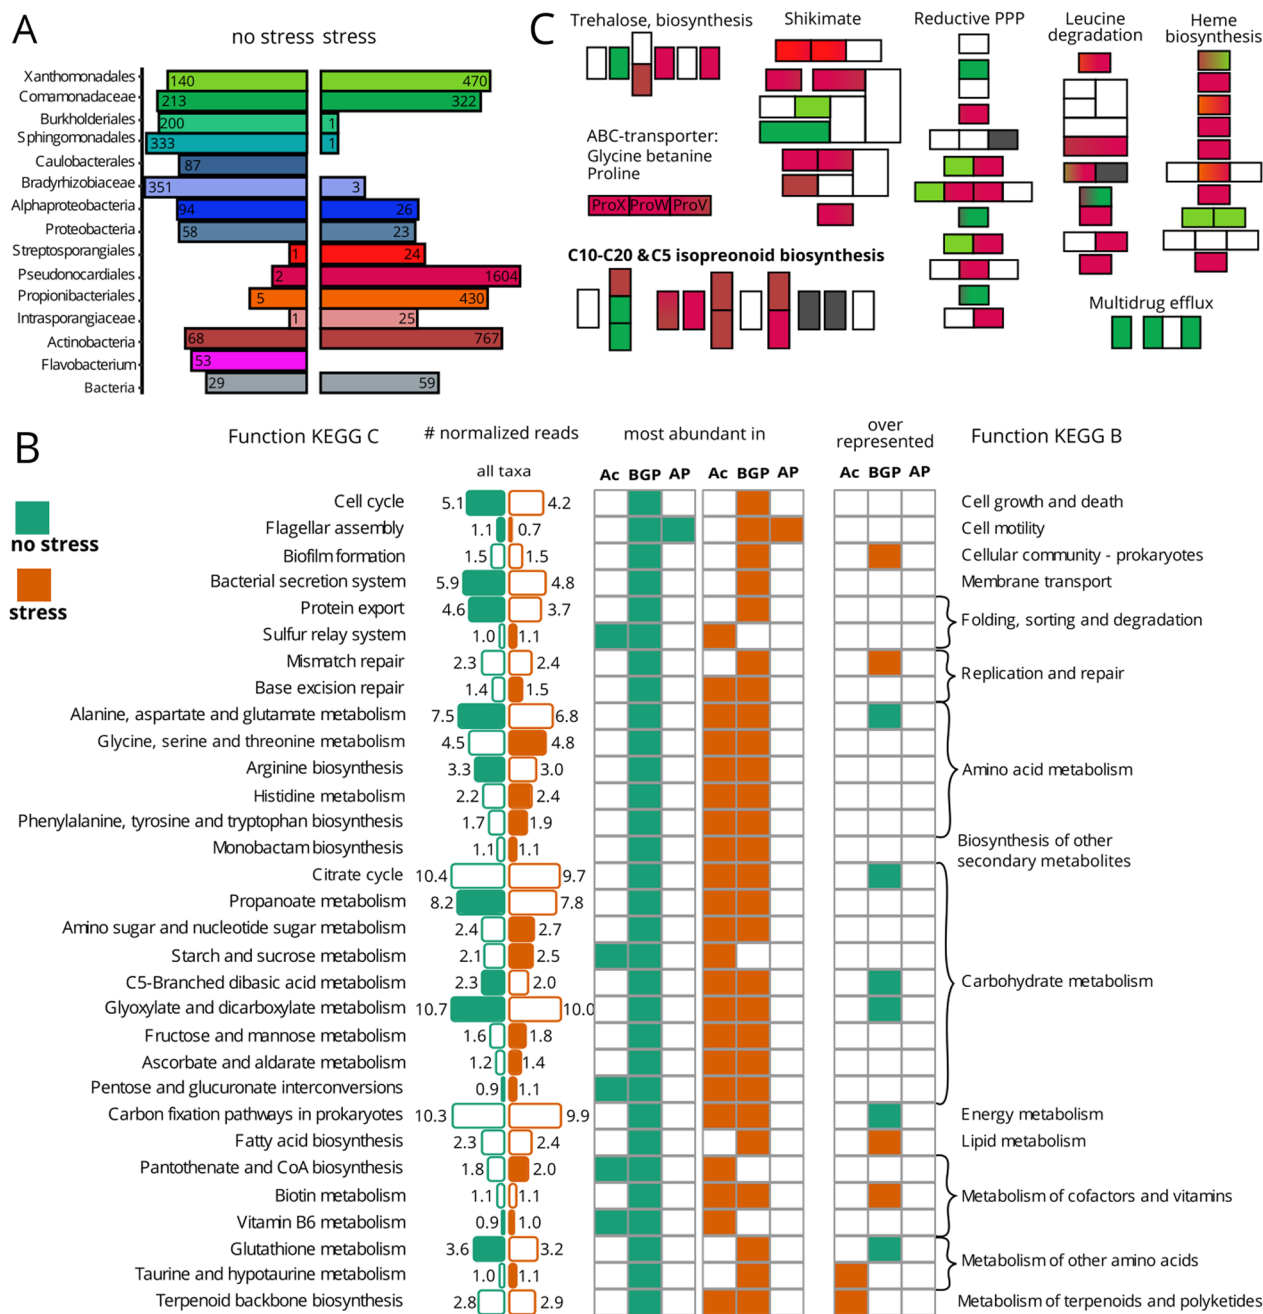 A
no stress stress
Xanthomonadales 140 470
Comamonadaceae 213 322
Burkholderiales 200 1
Sphingomonadales 333 1
Caulobacterales 87
Bradyrhizobiaceae 351 3
Alphaproteobacteria 94 26
Proteobacteria 58 23
Streptosporangiales 1 24
Pseudonocardiales 2 1604
Propionibacteriales 5 430
Intrasporangiaceae 1 25
Actinobacteria 68 767
Flavobacterium 53
Bacteria 29 59
C
Trehalose, biosynthesis
Shikimate
Reductive PPP
Leucine
degradation
Heme
biosynthesis
ABC-transporter:
Glycine betanine
Proline
ProX ProW ProV
C10-C20 & C5 isopreonoid biosynthesis
Multidrug efflux
B
Function KEGG C
# normalized reads
most abundant in
over
represented
Function KEGG B
all taxa
Ac BGP AP Ac BGP AP Ac BGP AP
no stress
stress
Cell cycle 5.1 4.2 Cell growth and death
Flagellar assembly 1.1 0.7 Cell motility
Biofilm formation 1.5 1.5 Cellular community - prokaryotes
Bacterial secretion system 5.9 4.8 Membrane transport
Protein export 4.6 3.7
Folding, sorting and degradation
Sulfur relay system 1.0 1.1
Mismatch repair 2.3 2.4
Replication and repair
Base excision repair 1.4 1.5
Alanine, aspartate and glutamate metabolism 7.5 6.8
Glycine, serine and threonine metabolism 4.5 4.8
Arginine biosynthesis 3.3 3.0 Amino acid metabolism
Histidine metabolism 2.2 2.4
Phenylalanine, tyrosine and tryptophan biosynthesis 1.7 1.9
Monobactam biosynthesis 1.1 1.1
Biosynthesis of other
secondary metabolites
Citrate cycle 10.4 9.7
Propanoate metabolism 8.2 7.8
Amino sugar and nucleotide sugar metabolism 2.4 2.7
Starch and sucrose metabolism 2.1 2.5
C5-Branched dibasic acid metabolism 2.3 2.0 Carbohydrate metabolism
Glyoxylate and dicarboxylate metabolism 10.7 10.0
Fructose and mannose metabolism 1.6 1.8
Ascorbate and aldarate metabolism 1.2 1.4
Pentose and glucuronate interconversions 0.9 1.1
Carbon fixation pathways in prokaryotes 10.3 9.9 Energy metabolism
Fatty acid biosynthesis 2.3 2.4 Lipid metabolism
Pantothenate and CoA biosynthesis 1.8 2.0
Biotin metabolism 1.1 1.1 Metabolism of cofactors and vitamins
Vitamin B6 metabolism 0.9 1.0
Glutathione metabolism 3.6 3.2
Metabolism of other amino acids
Taurine and hypotaurine metabolism 1.0 1.1
Terpenoid backbone biosynthesis 2.8 2.9 Metabolism of terpenoids and polyketides